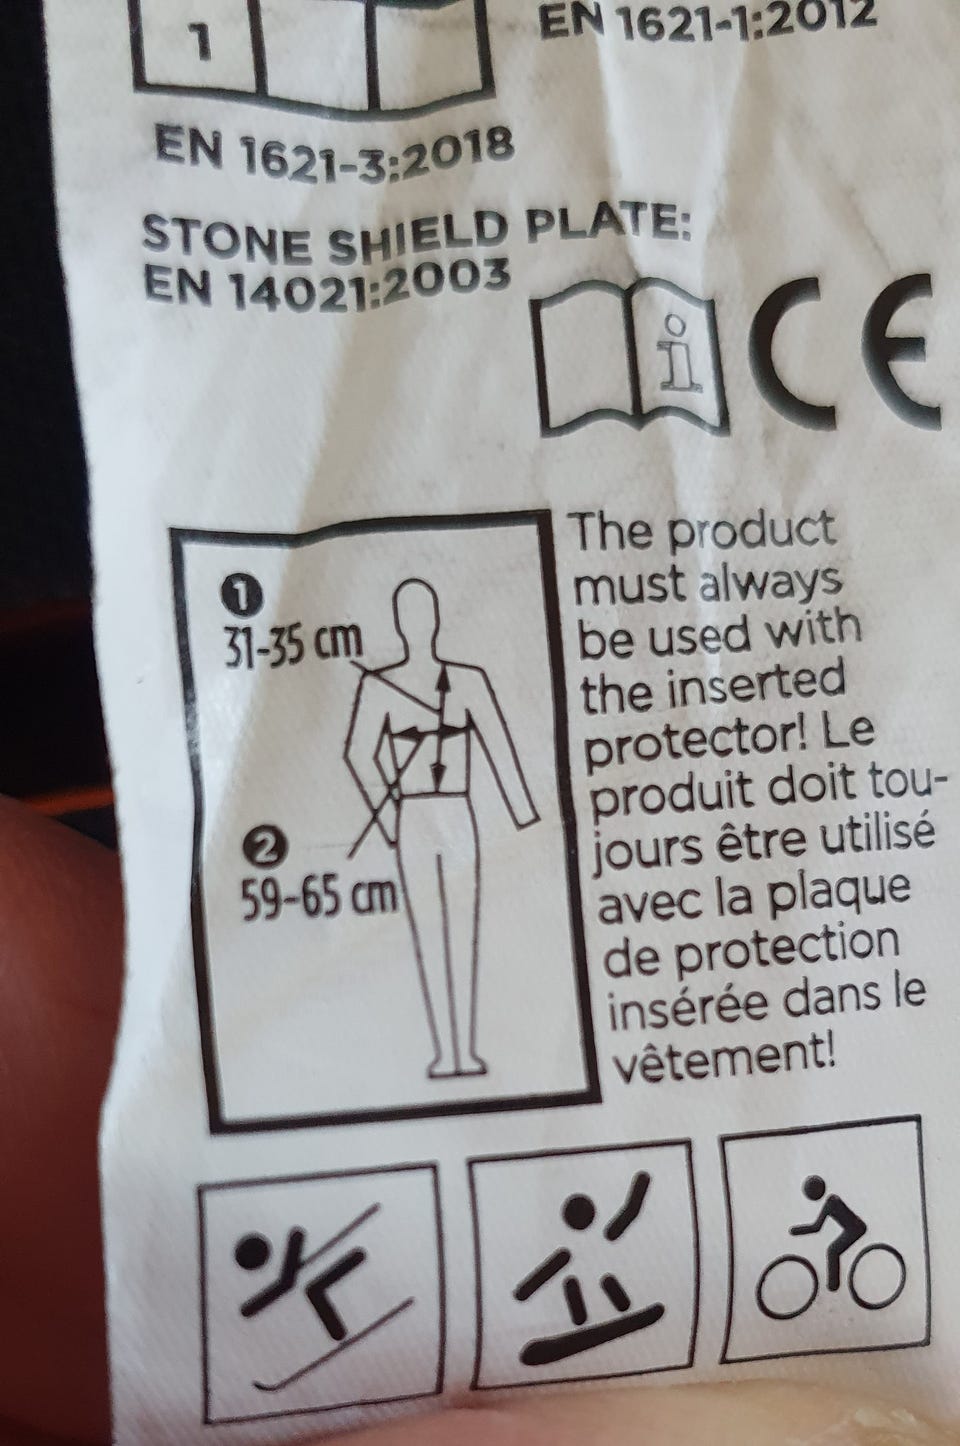 1
EN 1621-1:2012
EN 1621-3:2018
STONE SHIELD PLATE:
EN 14021:2003
i
CE
1
31-35 cm
2
59-65 cm
The product
must always
be used with
the inserted
protector! Le
produit doit tou-
jours être utilisé
avec la plaque
de protection
insérée dans le
vêtement!